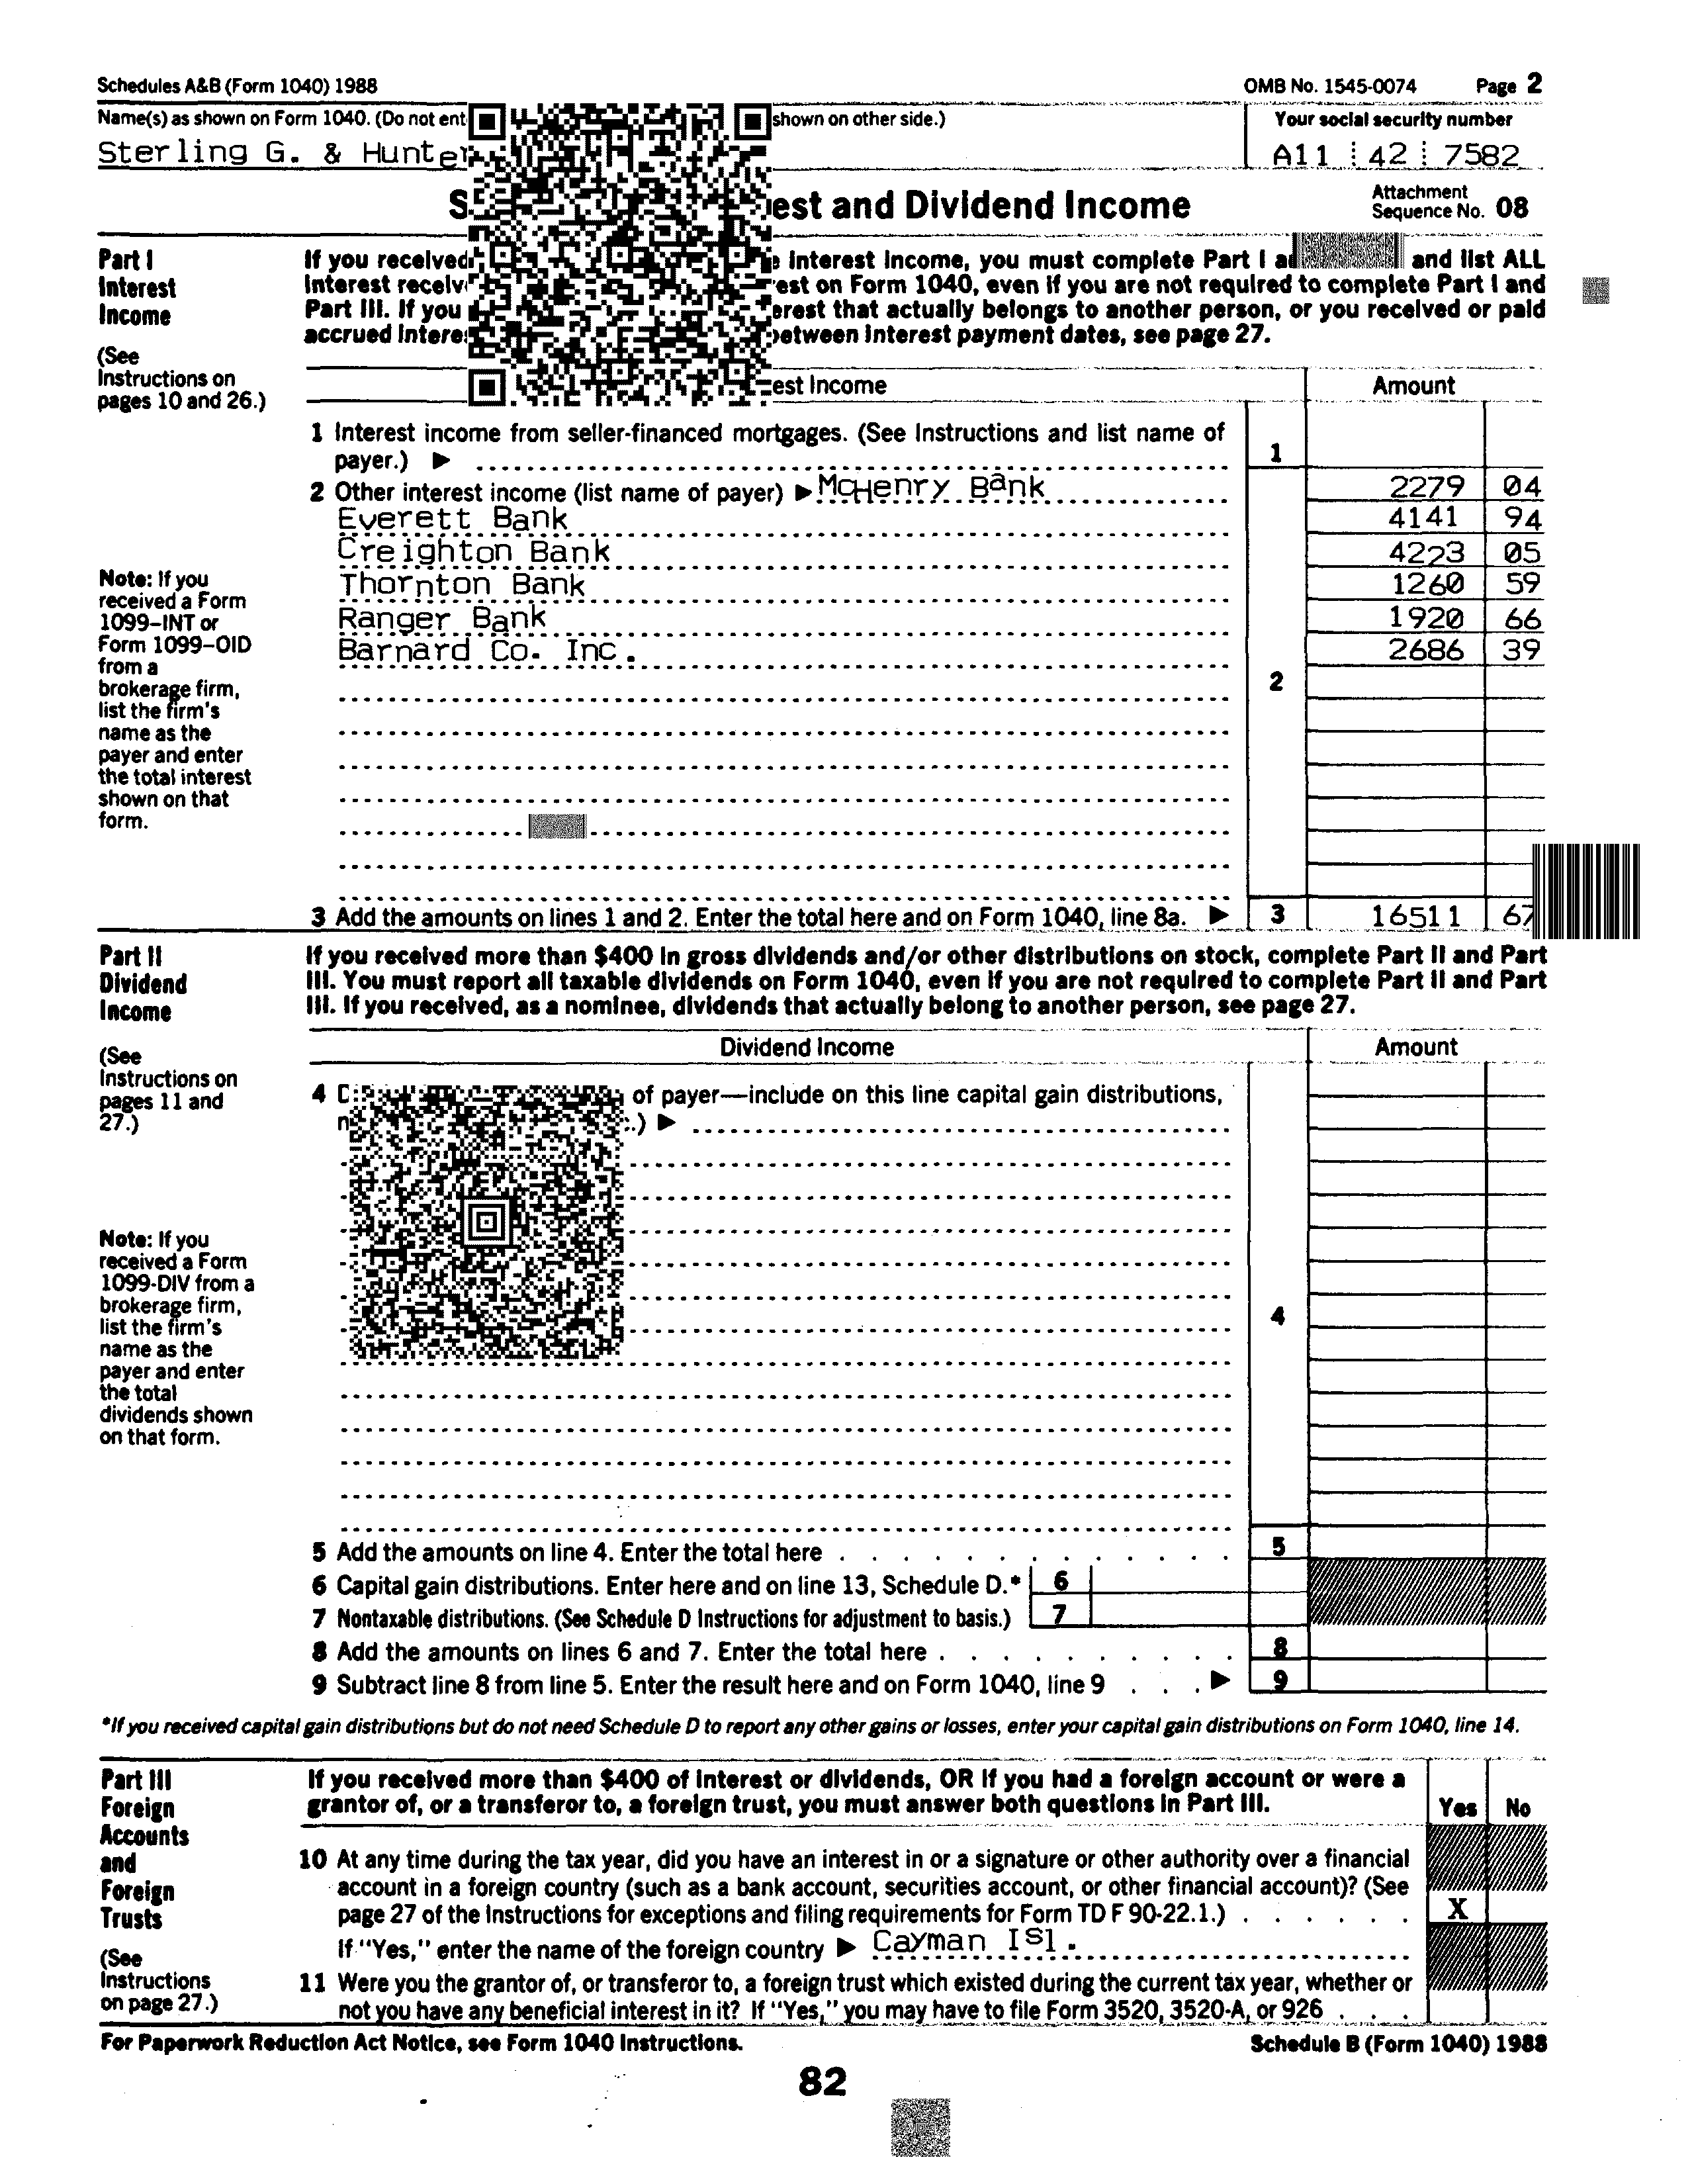 Schedules A&B (Form 1040) 1988 OMB No. 1545-0074 Page 2
Name(s) as shown on Form 1040. (Do not shown on other side.) Your social security number
Sterling G. & A11 42 7582
and Dividend Income Attachment Sequence No. 08
Part I Interest Income
(See Instructions on pages 10 and 26.)
If you received Interest Income, you must complete Part I and list ALL
Interest on Form 1040, even if you are not required to complete Part I and
Part III. If you that actually belongs to another person, or you received or paid
accrued between interest payment dates, see page 27.
Income Amount
1 Interest income from seller-financed mortgages. (See Instructions and list name of
payer.) ▶ 1
2 Other interest income (list name of payer) ▶ McHenry Bank 2279 04
Everett Bank 4141 94
Creighton Bank 4223 05
Thornton Bank 1260 59
Ranger Bank 1920 66
Barnard Co. Inc. 2686 39
2
Note: If you
received a Form
1099–INT or
Form 1099–OID
from a
brokerage firm,
list the firm's
name as the
payer and enter
the total interest
shown on that
form.
3 Add the amounts on lines 1 and 2. Enter the total here and on Form 1040, line 8a. ▶ 3 16511 67
Part II Dividend Income
(See Instructions on pages 11 and 27.)
If you received more than $400 in gross dividends and/or other distributions on stock, complete Part II and Part
III. You must report all taxable dividends on Form 1040, even if you are not required to complete Part II and Part
III. If you received, as a nominee, dividends that actually belong to another person, see page 27.
Dividend Income Amount
4 of payer—include on this line capital gain distributions,
▶
4
Note: If you
received a Form
1099-DIV from a
brokerage firm,
list the firm's
name as the
payer and enter
the total
dividends shown
on that form.
5 Add the amounts on line 4. Enter the total here 5
6 Capital gain distributions. Enter here and on line 13, Schedule D.* 6
7 Nontaxable distributions. (See Schedule D Instructions for adjustment to basis.) 7
8 Add the amounts on lines 6 and 7. Enter the total here 8
9 Subtract line 8 from line 5. Enter the result here and on Form 1040, line 9 ▶ 9
*If you received capital gain distributions but do not need Schedule D to report any other gains or losses, enter your capital gain distributions on Form 1040, line 14.
Part III Foreign Accounts and Foreign Trusts
(See Instructions on page 27.)
If you received more than $400 of interest or dividends, OR if you had a foreign account or were a
grantor of, or a transferor to, a foreign trust, you must answer both questions in Part III. Yes No
10 At any time during the tax year, did you have an interest in or a signature or other authority over a financial
account in a foreign country (such as a bank account, securities account, or other financial account)? (See
page 27 of the Instructions for exceptions and filing requirements for Form TD F 90-22.1.) X
If "Yes," enter the name of the foreign country ▶ Cayman Isl.
11 Were you the grantor of, or transferor to, a foreign trust which existed during the current tax year, whether or
not you have any beneficial interest in it? If "Yes," you may have to file Form 3520, 3520-A, or 926
For Paperwork Reduction Act Notice, see Form 1040 Instructions. Schedule B (Form 1040) 1988
82